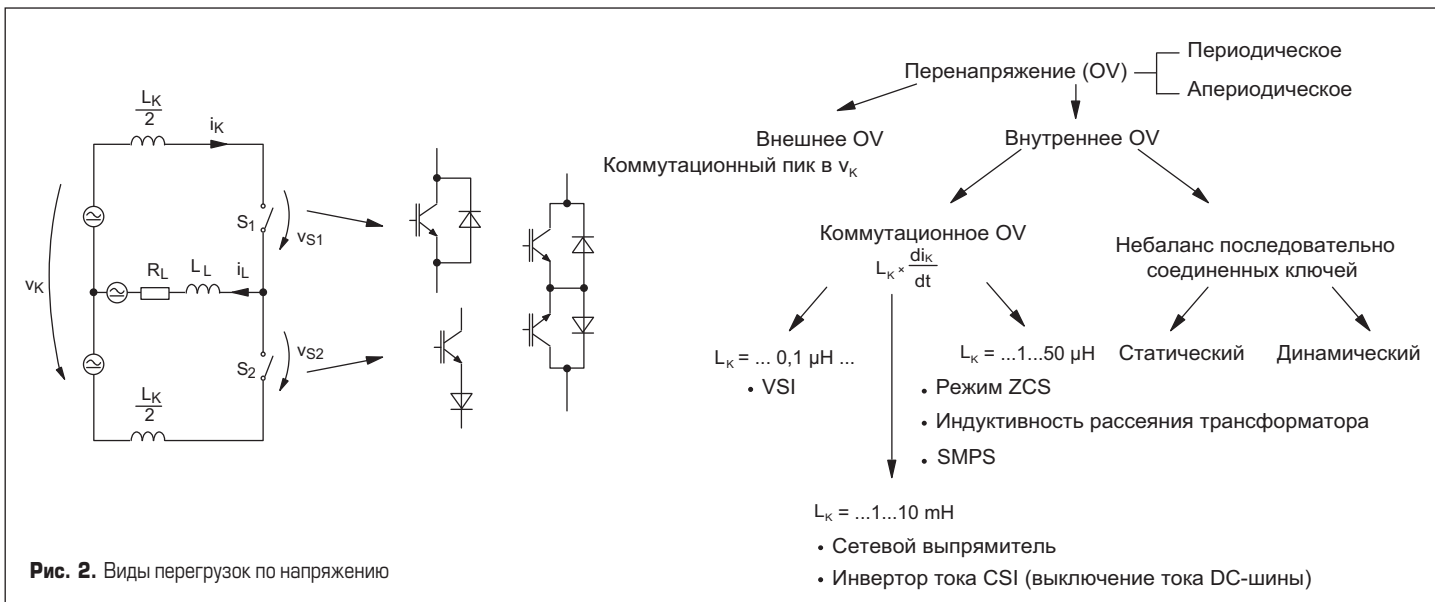 L_K
2
i_K
S_1
v_S1
v_K
R_L
L_L
i_L
v_S2
S_2
L_K
2
Перенапряжение (OV)
Периодическое
Апериодическое
Внешнее OV
Коммутационный пик в v_K
Внутреннее OV
Коммутационное OV
L_K × di_K
dt
Небаланс последовательно
соединенных ключей
L_K = ... 0,1 μH ...
• VSI
L_K = ...1...50 μH
• Режим ZCS
• Индуктивность рассеяния трансформатора
• SMPS
Статический
Динамический
L_K = ...1...10 mH
• Сетевой выпрямитель
• Инвертор тока CSI (выключение тока DC-шины)
Рис. 2. Виды перегрузок по напряжению